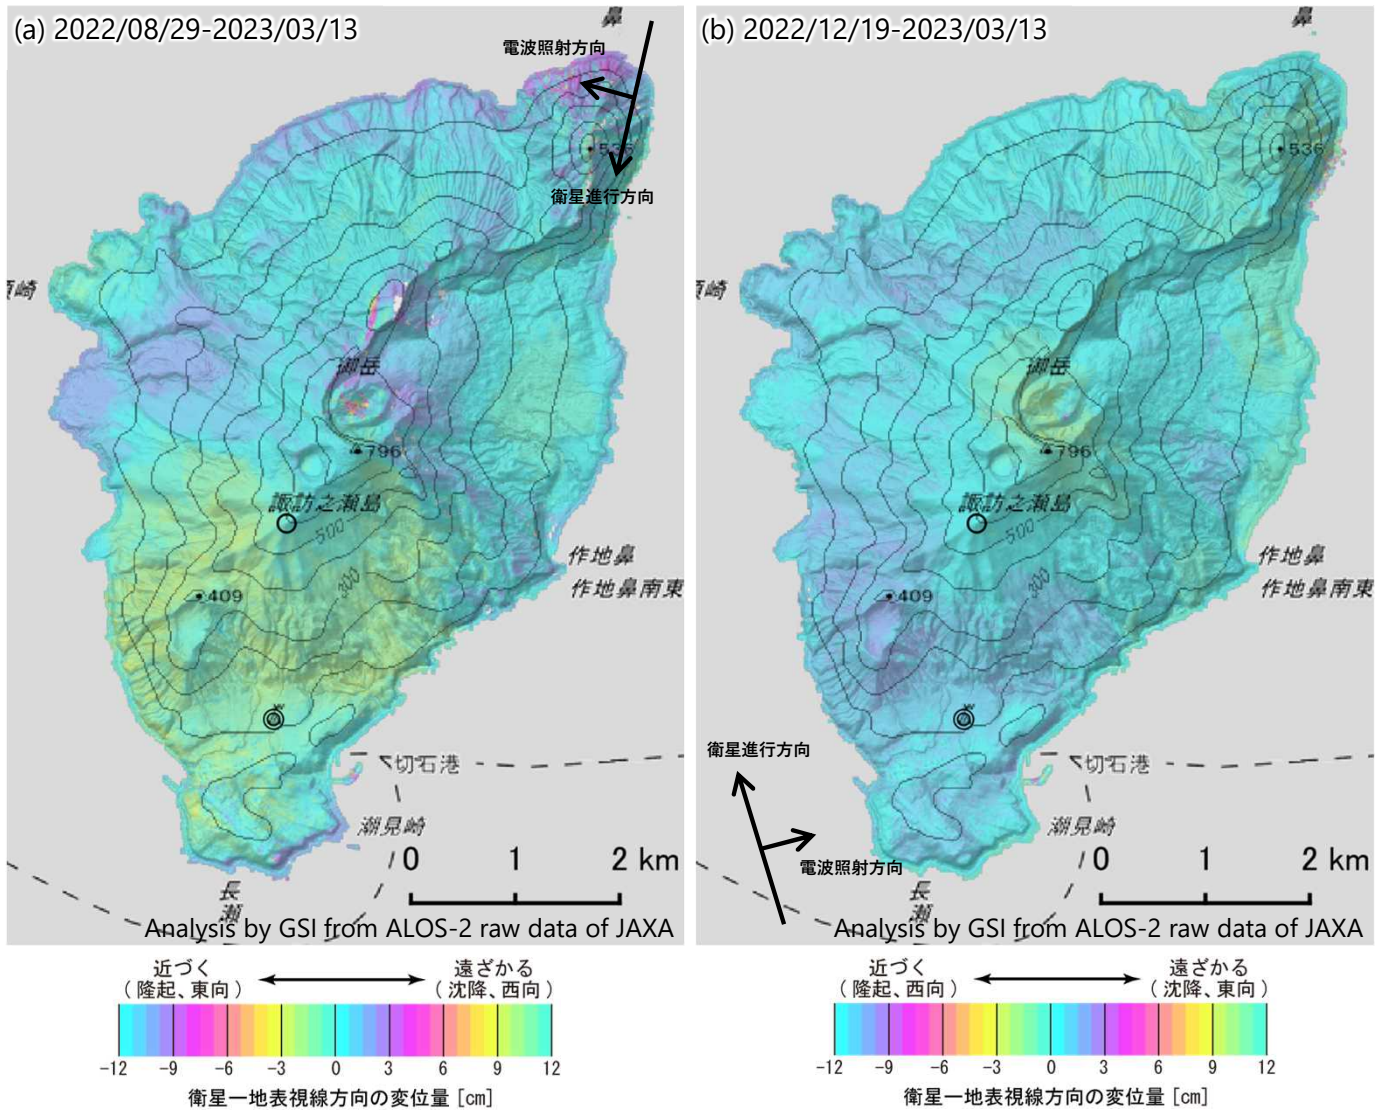 (a) 2022/08/29-2023/03/13
鼻
電波照射方向
536
衛星進行方向
須崎
御岳
796
諏訪之瀬島
500
300
作地鼻
作地鼻南東
409
切石港
潮見崎
長瀬
0 1 2 km
Analysis by GSI from ALOS-2 raw data of JAXA
近づく
(隆起、東向)
遠ざかる
(沈降、西向)
-12 -9 -6 -3 0 3 6 9 12
衛星ー地表視線方向の変位量 [cm]
(b) 2022/12/19-2023/03/13
鼻
536
須崎
御岳
796
諏訪之瀬島
500
300
作地鼻
作地鼻南東
409
衛星進行方向
電波照射方向
切石港
潮見崎
長瀬
0 1 2 km
Analysis by GSI from ALOS-2 raw data of JAXA
近づく
(隆起、西向)
遠ざかる
(沈降、東向)
-12 -9 -6 -3 0 3 6 9 12
衛星ー地表視線方向の変位量 [cm]